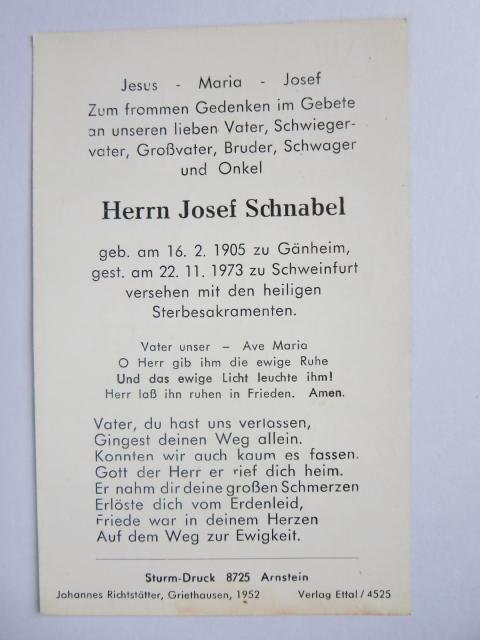 Jesus - Maria - Josef
Zum frommen Gedenken im Gebete
an unseren lieben Vater, Schwieger-
vater, Großvater, Bruder, Schwager
und Onkel
Herrn Josef Schnabel
geb. am 16. 2. 1905 zu Gänheim,
gest. am 22. 11. 1973 zu Schweinfurt
versehen mit den heiligen
Sterbesakramenten.
Vater unser - Ave Maria
O Herr gib ihm die ewige Ruhe
Und das ewige Licht leuchte ihm!
Herr laß ihn ruhen in Frieden. Amen.
Vater, du hast uns verlassen,
Gingest deinen Weg allein.
Konnten wir auch kaum es fassen.
Gott der Herr er rief dich heim.
Er nahm dir deine großen Schmerzen
Erlöste dich vom Erdenleid,
Friede war in deinem Herzen
Auf dem Weg zur Ewigkeit.
Sturm-Druck 8725 Arnstein
Johannes Richtstätter, Griethausen, 1952 Verlag Ettal / 4525